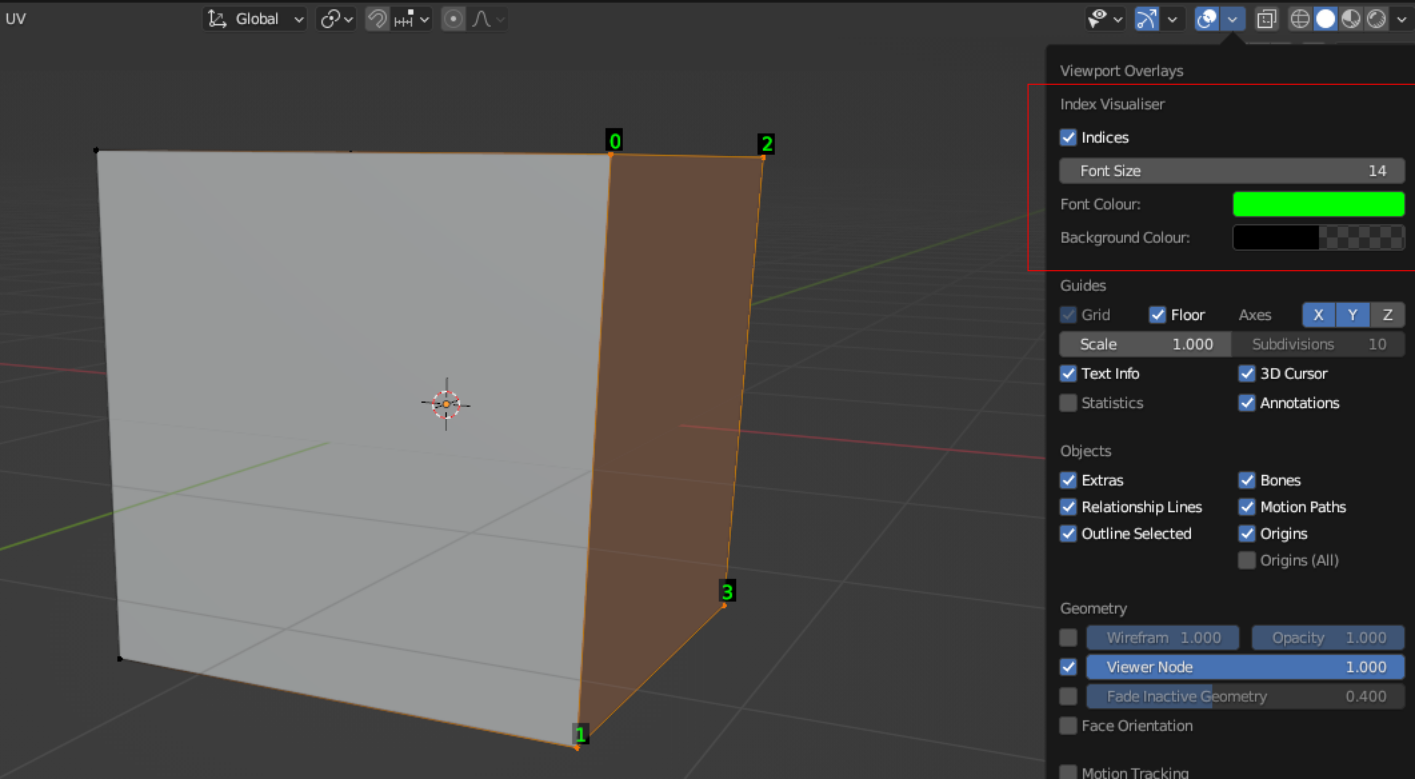 UV
Global
Viewport Overlays
Index Visualiser
Indices
Font Size 14
Font Colour:
Background Colour:
Guides
Grid Floor Axes X Y Z
Scale 1.000 Subdivisions 10
Text Info 3D Cursor
Statistics Annotations
Objects
Extras Bones
Relationship Lines Motion Paths
Outline Selected Origins
Origins (All)
Geometry
Wirefram 1.000 Opacity 1.000
Viewer Node 1.000
Fade Inactive Geometry 0.400
Face Orientation
Motion Tracking
0
2
3
1